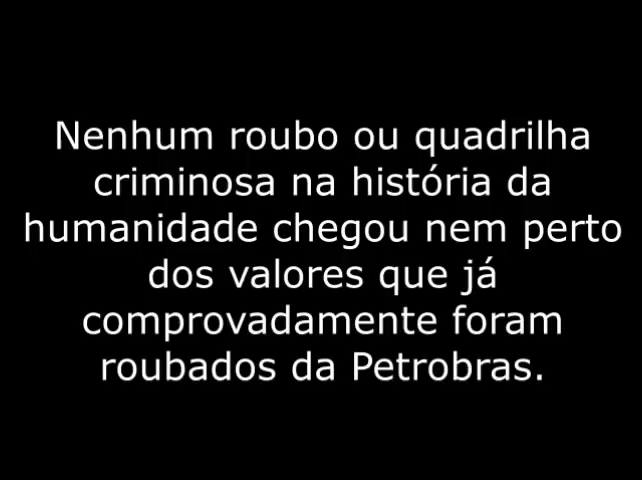 Nenhum roubo ou quadrilha
criminosa na história da
humanidade chegou nem perto
dos valores que já
comprovadamente foram
roubados da Petrobras.